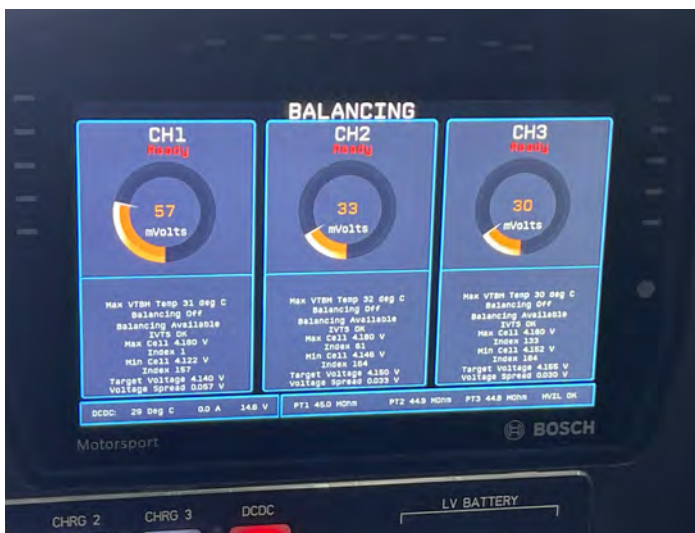 BALANCING
CH1
Ready
57
mVolts
Max VTBM Temp 31 deg C
Balancing Off
Balancing Available
IVTS OK
Max Cell 4.180 V
Index 1
Min Cell 4.122 V
Index 157
Target Voltage 4.140 V
Voltage Spread 0.057 V
CH2
Ready
33
mVolts
Max VTBM Temp 32 deg C
Balancing Off
Balancing Available
IVTS OK
Max Cell 4.180 V
Index 61
Min Cell 4.146 V
Index 164
Target Voltage 4.150 V
Voltage Spread 0.033 V
CH3
Ready
30
mVolts
Max VTBM Temp 30 deg C
Balancing Off
Balancing Available
IVTS OK
Max Cell 4.180 V
Index 133
Min Cell 4.152 V
Index 184
Target Voltage 4.155 V
Voltage Spread 0.030 V
DCDC: 29 Deg C 0.0 A 14.6 V
PT1 45.0 MOhm PT2 44.9 MOhm PT3 44.8 MOhm HVIL OK
Motorsport
BOSCH
CHRG 2 CHRG 3 DCDC LV BATTERY